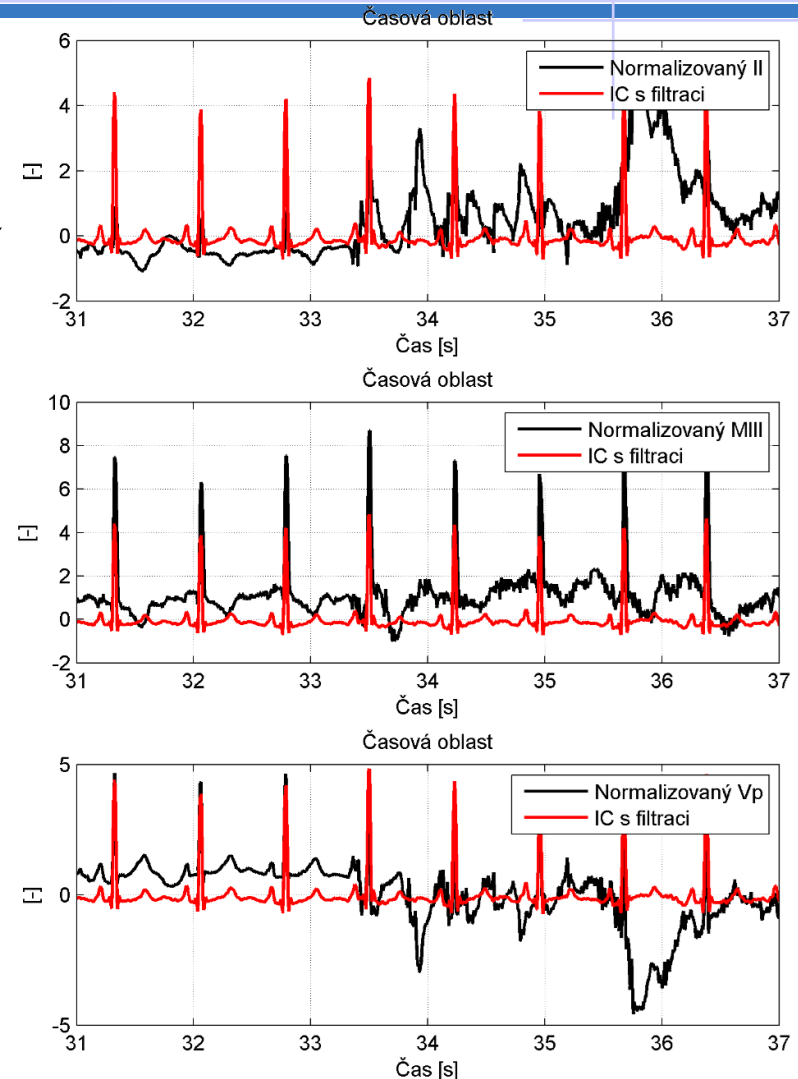 Časová oblast
6
4
2
0
-2
[-]
Normalizovaný II
IC s filtraci
31 32 33 34 35 36 37
Čas [s]
Časová oblast
10
8
6
4
2
0
-2
[-]
Normalizovaný MIII
IC s filtraci
31 32 33 34 35 36 37
Čas [s]
Časová oblast
5
0
-5
[-]
Normalizovaný Vp
IC s filtraci
31 32 33 34 35 36 37
Čas [s]